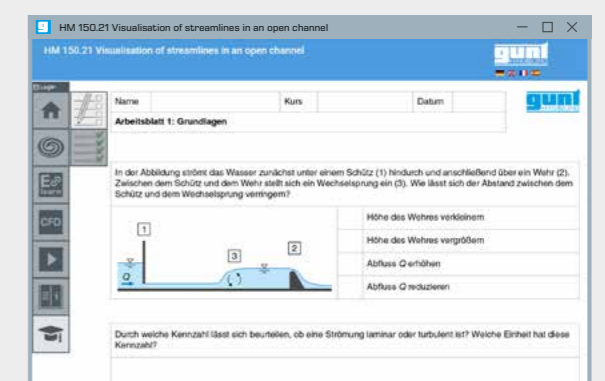 HM 150.21 Visualisation of streamlines in an open channel
HM 150.21 Visualisation of streamlines in an open channel
gunt
Login
Name Kurs Datum
gunt
Arbeitsblatt 1: Grundlagen
In der Abbildung strömt das Wasser zunächst unter einem Schütz (1) hindurch und anschließend über ein Wehr (2).
Zwischen dem Schütz und dem Wehr stellt sich ein Wechselsprung ein (3). Wie lässt sich der Abstand zwischen dem
Schütz und dem Wechselsprung verringern?
Höhe des Wehres verkleinern
Höhe des Wehres vergrößern
Abfluss Q erhöhen
Abfluss Q reduzieren
1
3
2
Q
E
learn
CFD
Durch welche Kennzahl lässt sich beurteilen, ob eine Strömung laminar oder turbulent ist? Welche Einheit hat diese
Kennzahl?